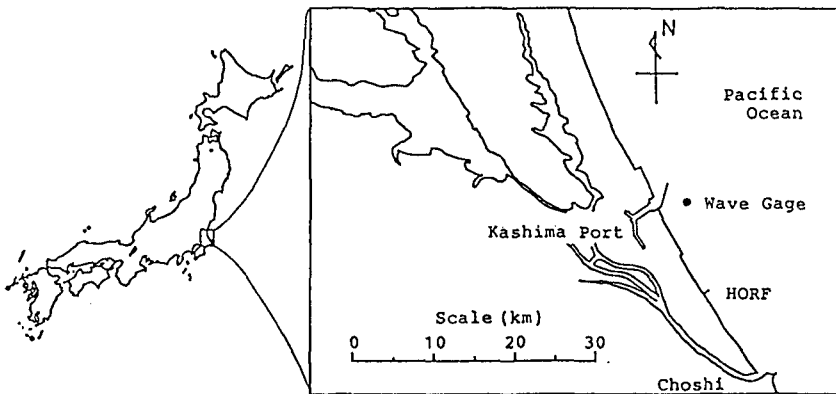 N
Pacific
Ocean
Wave Gage
Kashima Port
HORF
Scale (km)
0 10 20 30
Choshi